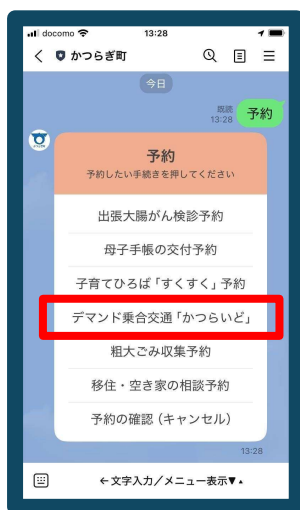 docomo
13:28
かつらぎ町
今日
既読
13:28
予約
予約
予約したい手続きを押してください
出張大腸がん検診予約
母子手帳の交付予約
子育てひろば「すくすく」予約
デマンド乗合交通「かつらいど」
粗大ごみ収集予約
移住・空き家の相談予約
予約の確認(キャンセル)
13:28
←文字入力/メニュー表示▼▲